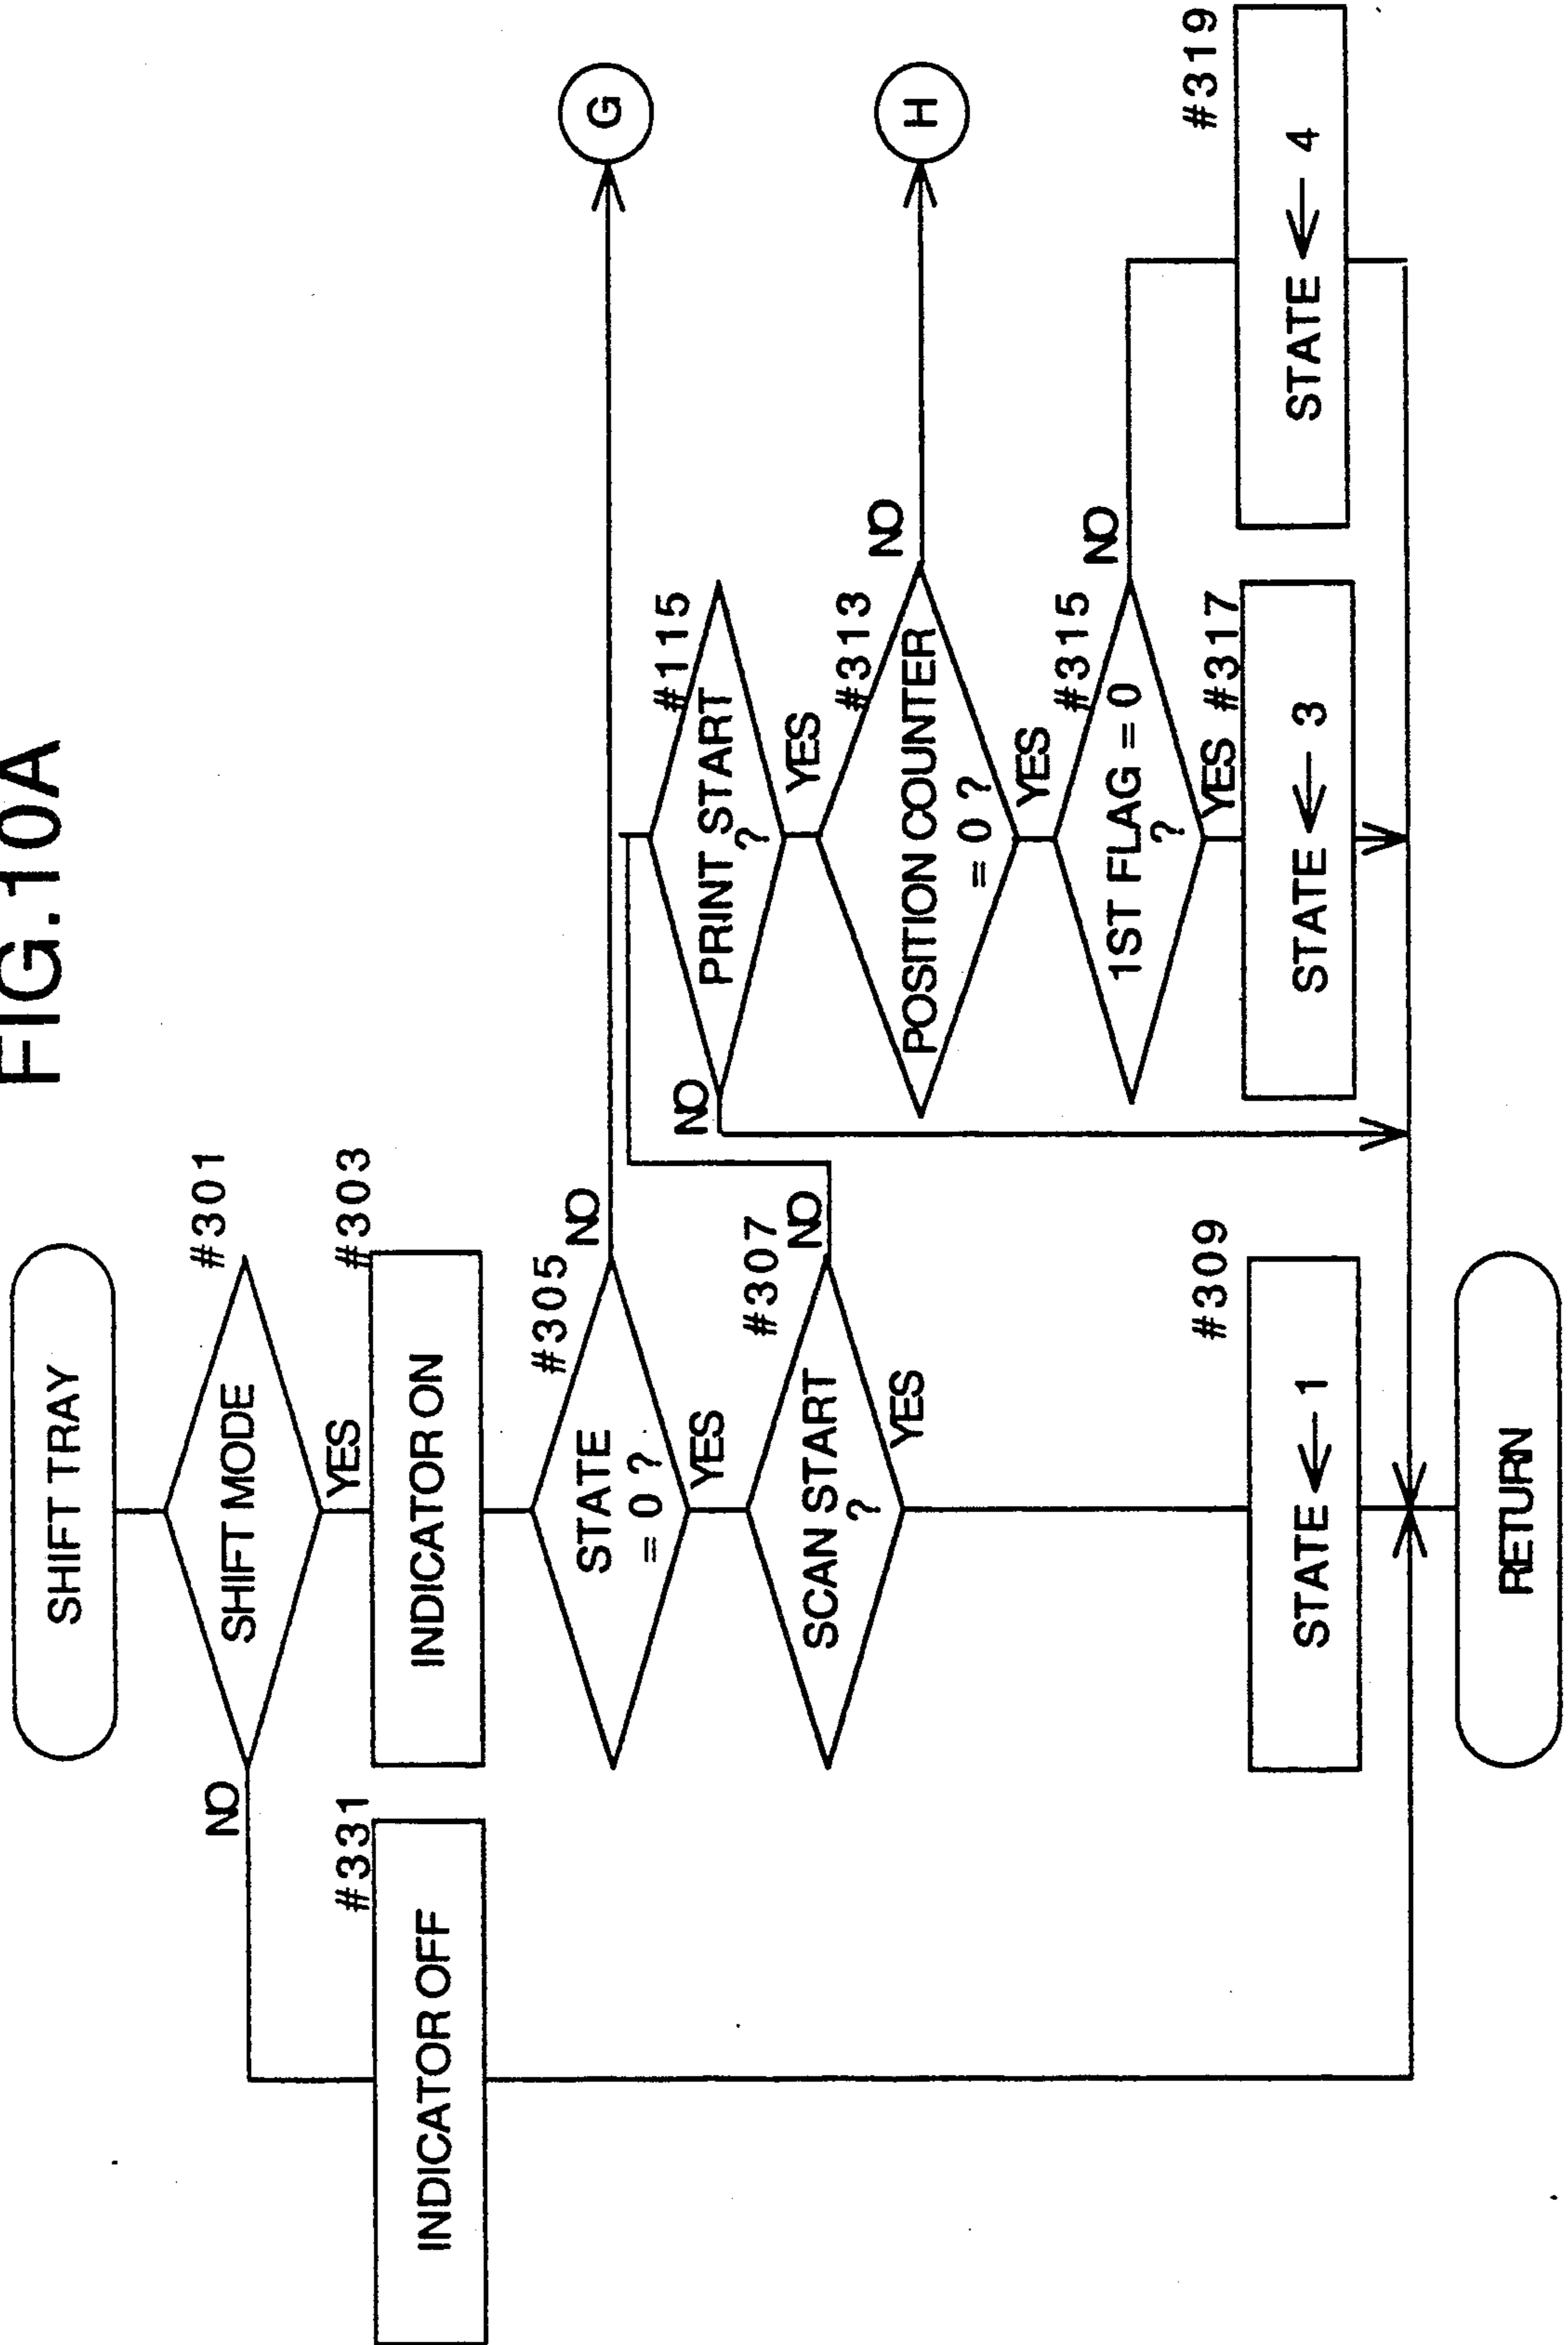 FIG.10A
SHIFT TRAY
#301
SHIFT MODE
NO
YES
#331
INDICATOR OFF
#303
INDICATOR ON
#305
STATE
= 0 ?
NO
G
YES
#307
SCAN START
?
NO
YES
#115
PRINT START
?
NO
YES
#313
POSITION COUNTER
= 0 ?
NO
H
YES
#315
1ST FLAG = 0
?
NO
YES
#309
STATE ← 1
#317
STATE ← 3
#319
STATE ← 4
RETURN